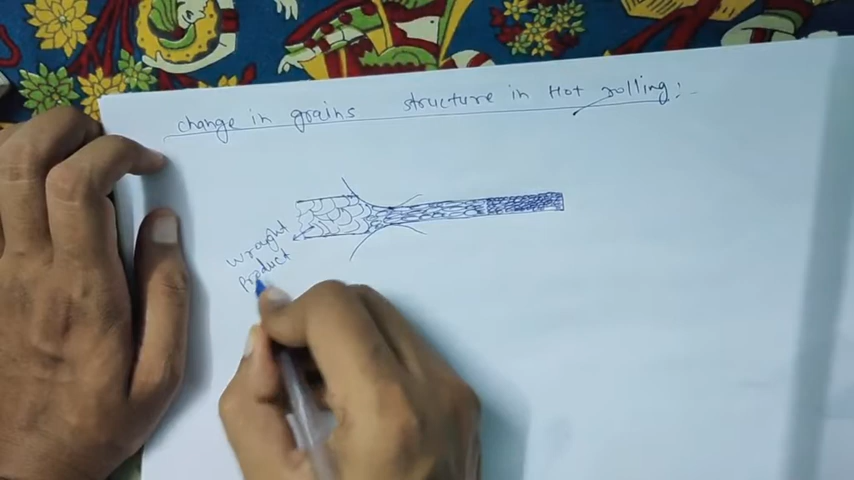 change in grains structure in Hot rolling :-
wrought
Product